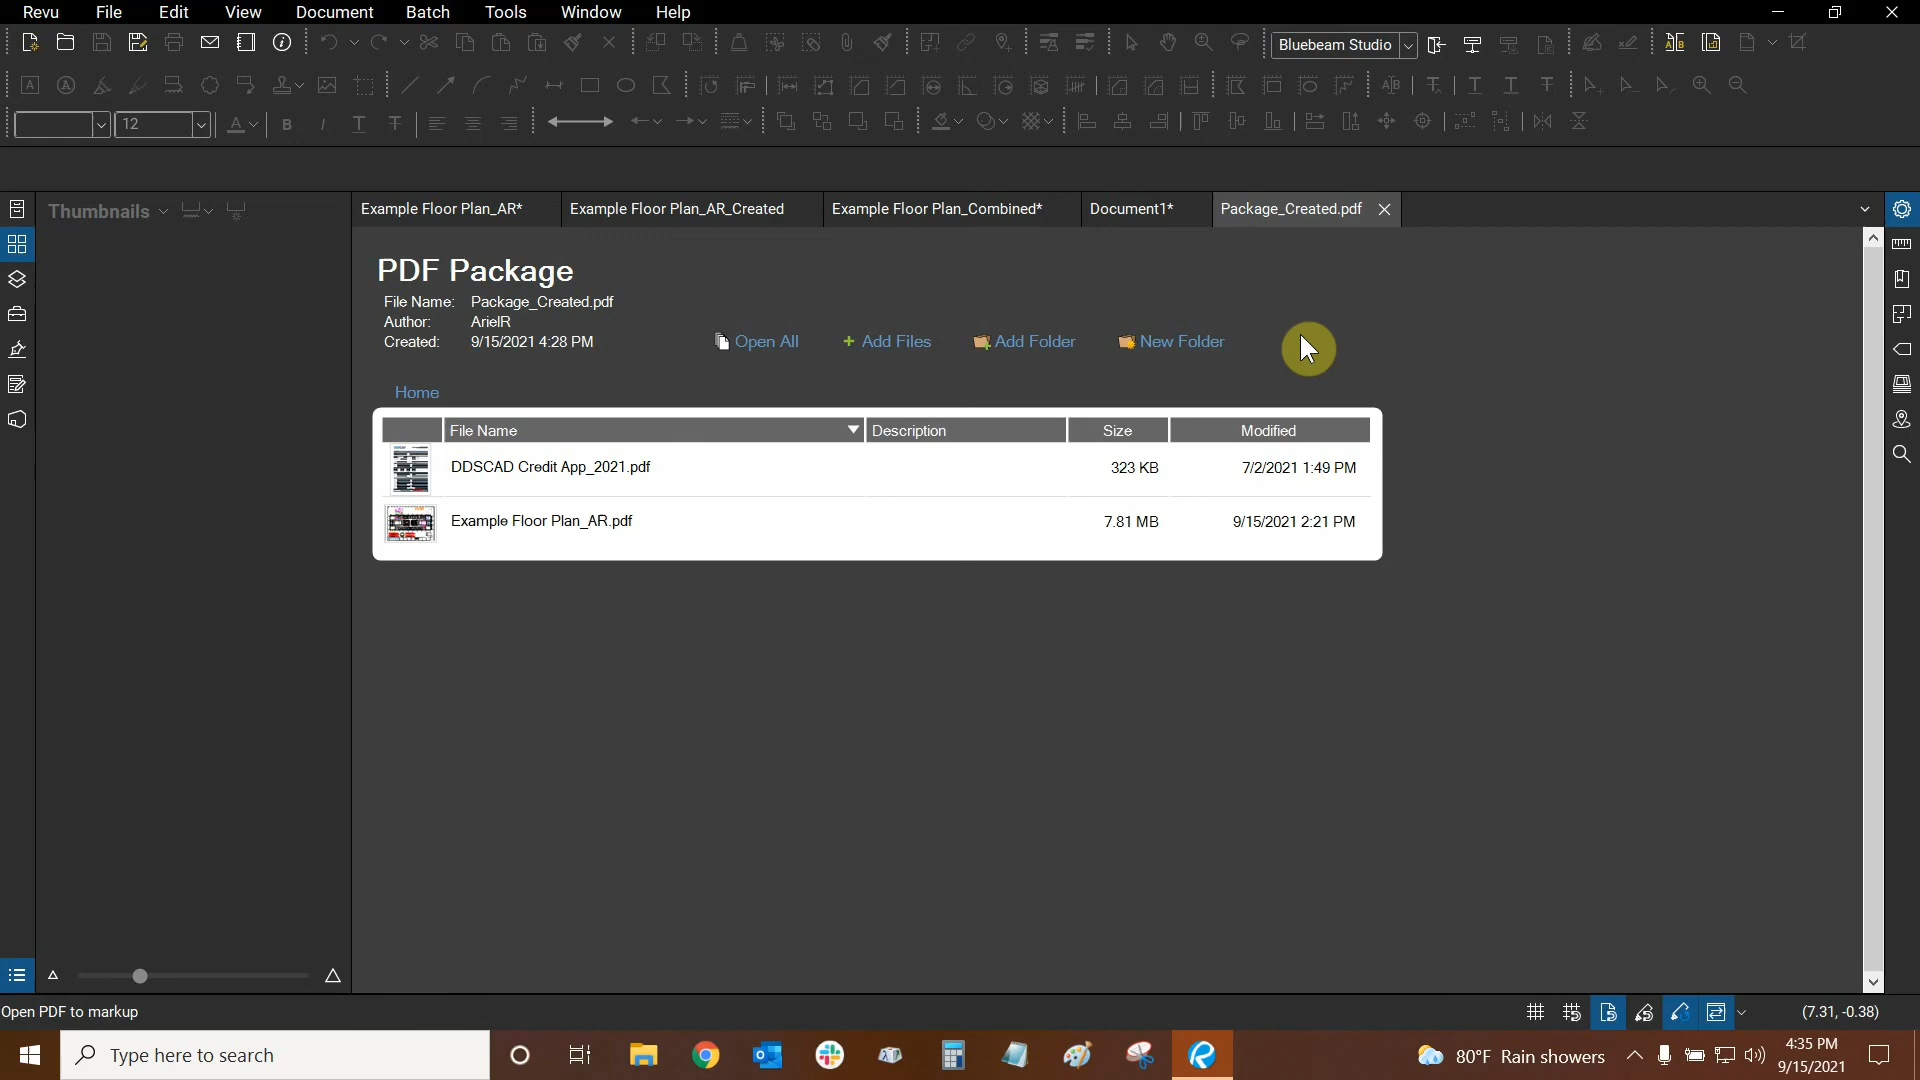 Revu File Edit View Document Batch Tools Window Help
Bluebeam Studio
12
Thumbnails
Example Floor Plan_AR* Example Floor Plan_AR_Created Example Floor Plan_Combined* Document1* Package_Created.pdf
PDF Package
File Name: Package_Created.pdf
Author: ArielR
Created: 9/15/2021 4:28 PM
Open All Add Files Add Folder New Folder
Home
File Name Description Size Modified
DDSCAD Credit App_2021.pdf 323 KB 7/2/2021 1:49 PM
Example Floor Plan_AR.pdf 7.81 MB 9/15/2021 2:21 PM
Open PDF to markup (7.31, -0.38)
Type here to search
80°F Rain showers
4:35 PM
9/15/2021